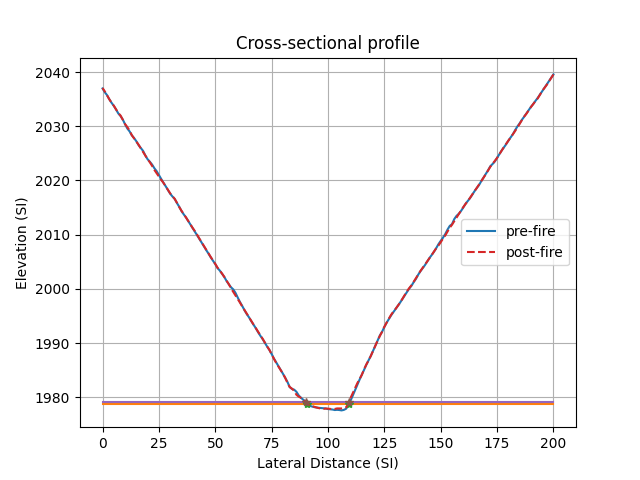 Cross-sectional profile
2040
2030
2020
2010
2000
1990
1980
Elevation (SI)
pre-fire
post-fire
0 25 50 75 100 125 150 175 200
Lateral Distance (SI)